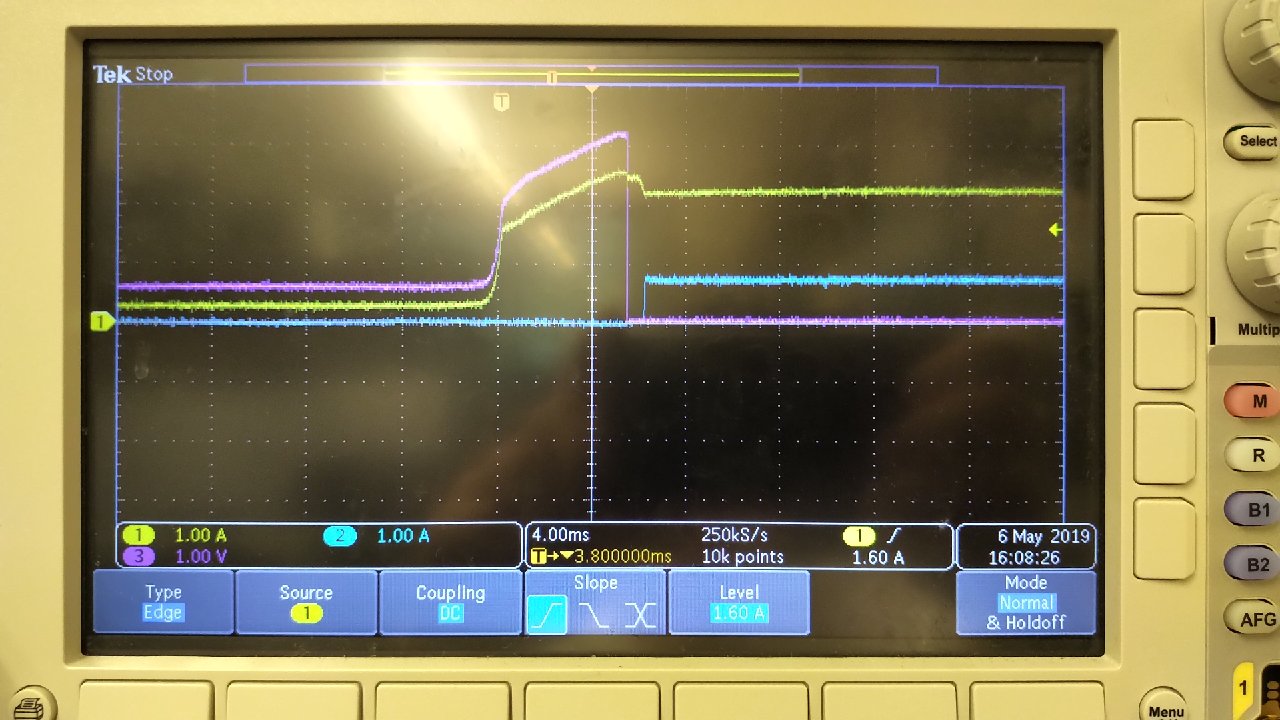 Tek Stop
T
T
1
1 1.00 A 2 1.00 A
3 1.00 V
4.00ms 250kS/s 1
T→▼3.800000ms 10k points 1.60 A
6 May 2019
16:08:26
Type
Edge
Source
1
Coupling
DC
Slope
Level
1.60 A
Mode
Normal
& Holdoff
Select
Multip
M
R
B1
B2
AFG
1
Menu